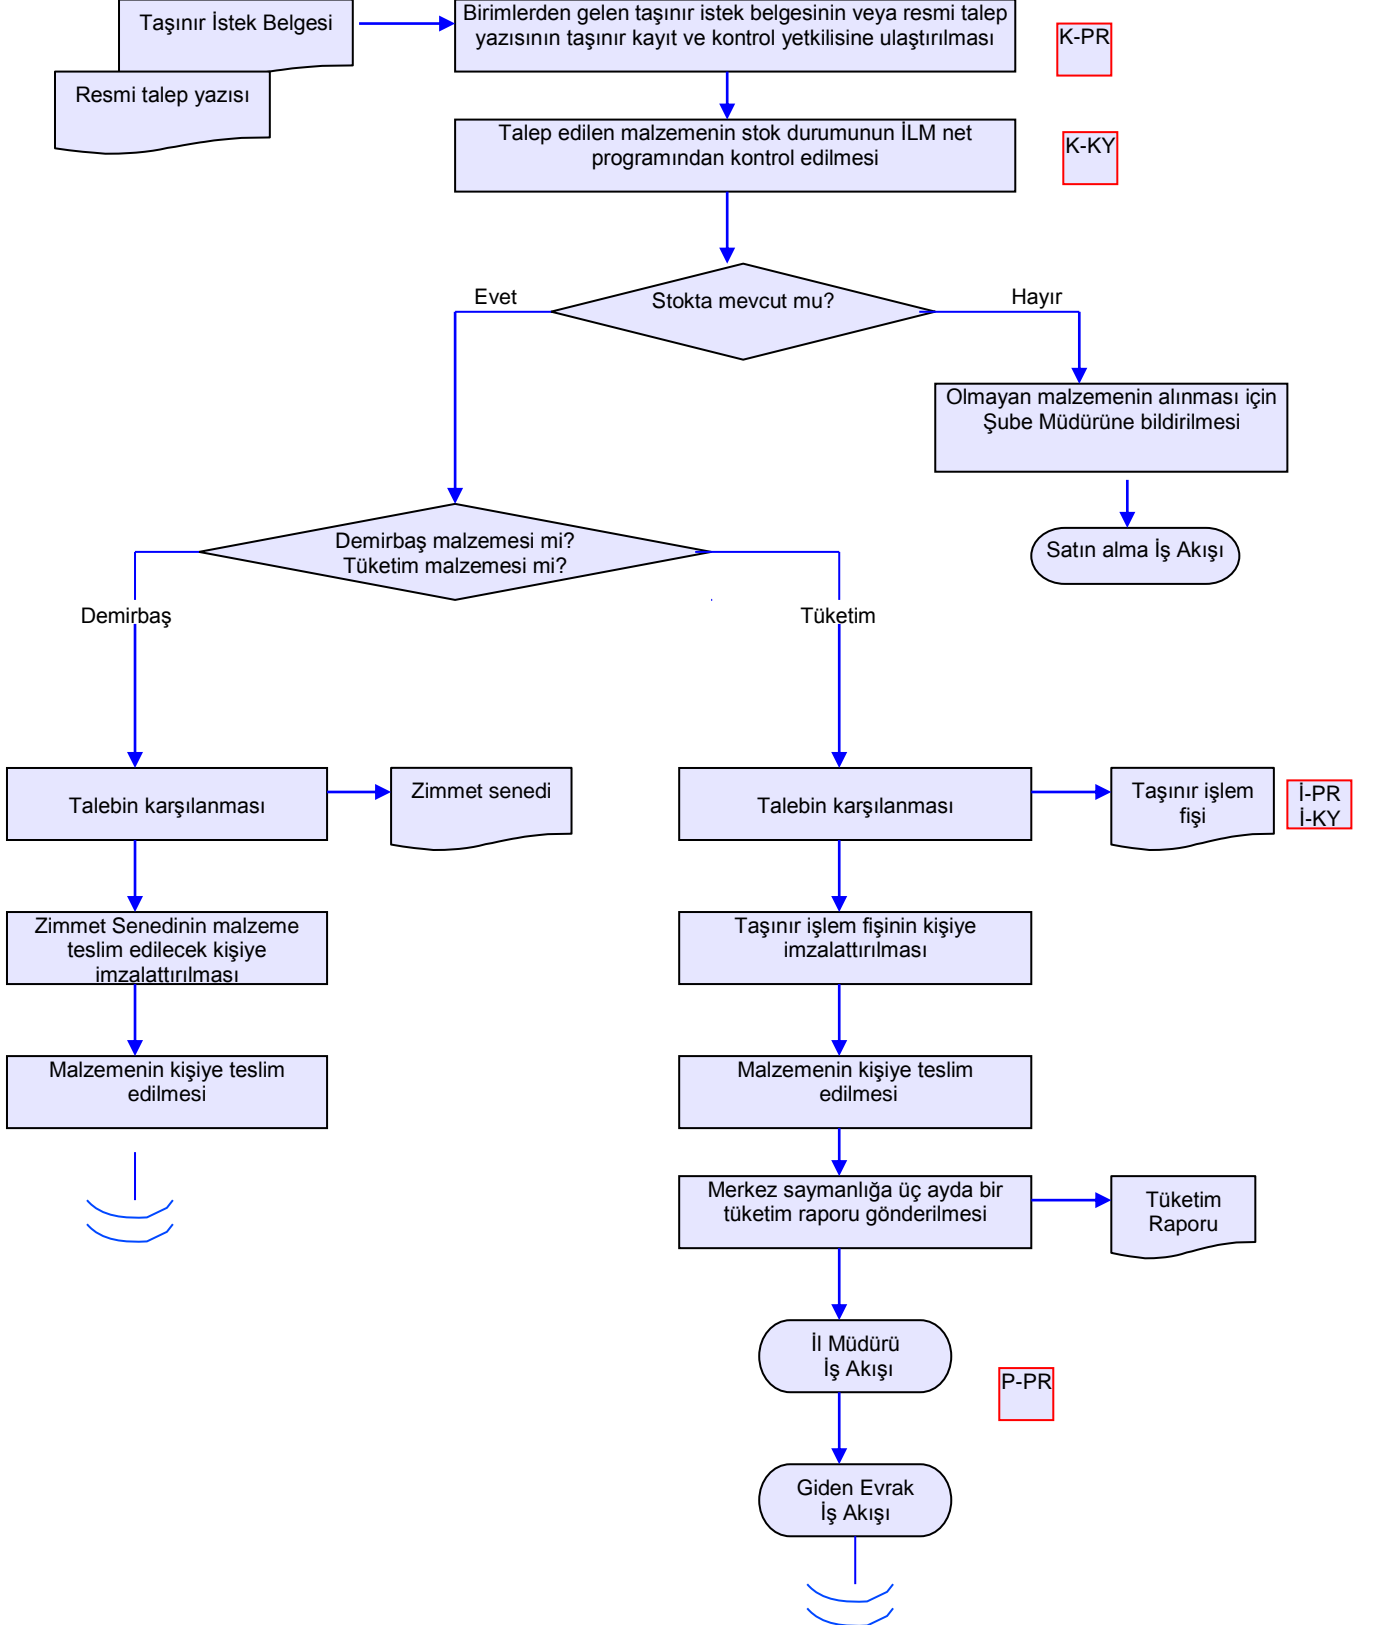 Taşınır İstek Belgesi
Resmi talep yazısı
Birimlerden gelen taşınır istek belgesinin veya resmi talep
yazısının taşınır kayıt ve kontrol yetkilisine ulaştırılması
K-PR
Talep edilen malzemenin stok durumunun İLM net
programından kontrol edilmesi
K-KY
Stokta mevcut mu?
Evet
Hayır
Olmayan malzemenin alınması için
Şube Müdürüne bildirilmesi
Satın alma İş Akışı
Demirbaş malzemesi mi?
Tüketim malzemesi mi?
Demirbaş
Tüketim
Talebin karşılanması
Zimmet senedi
Talebin karşılanması
Taşınır işlem
fişi
İ-PR
İ-KY
Zimmet Senedinin malzeme
teslim edilecek kişiye
imzalattırılması
Taşınır işlem fişinin kişiye
imzalattırılması
Malzemenin kişiye teslim
edilmesi
Malzemenin kişiye teslim
edilmesi
Merkez saymanlığa üç ayda bir
tüketim raporu gönderilmesi
Tüketim
Raporu
İl Müdürü
İş Akışı
P-PR
Giden Evrak
İş Akışı